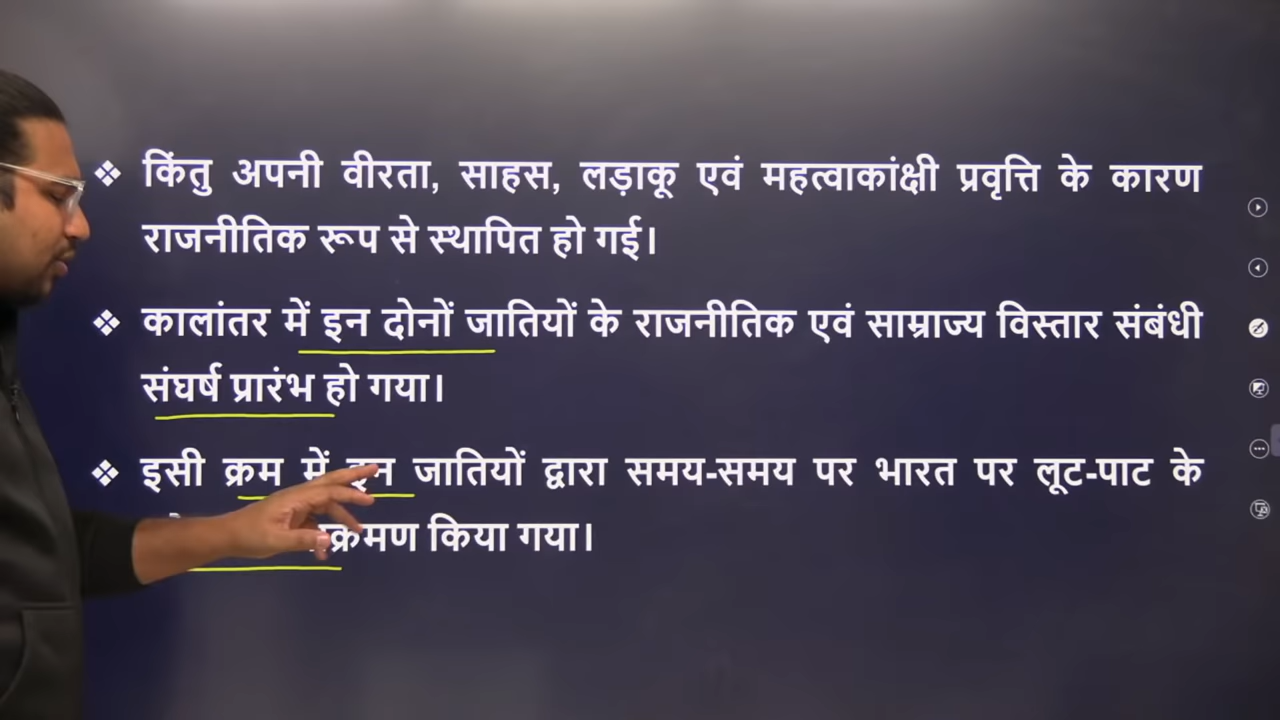 ❖ किंतु अपनी वीरता, साहस, लड़ाकू एवं महत्वाकांक्षी प्रवृत्ति के कारण
राजनीतिक रूप से स्थापित हो गई।
❖ कालांतर में इन दोनों जातियों के राजनीतिक एवं साम्राज्य विस्तार संबंधी
संघर्ष प्रारंभ हो गया।
❖ इसी क्रम में इन जातियों द्वारा समय-समय पर भारत पर लूट-पाट के
किया गया।